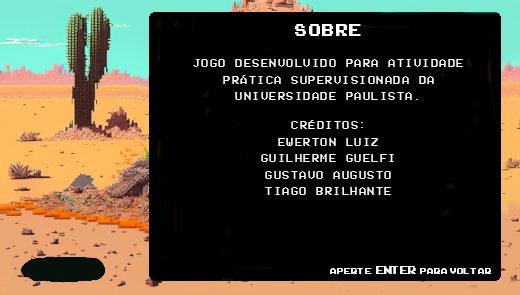 SOBRE
JOGO DESENVOLVIDO PARA ATIVIDADE
PRÁTICA SUPERVISIONADA DA
UNIVERSIDADE PAULISTA.
CRÉDITOS:
EWERTON LUIZ
GUILHERME GUELFI
GUSTAVO AUGUSTO
TIAGO BRILHANTE
APERTE ENTER PARA VOLTAR